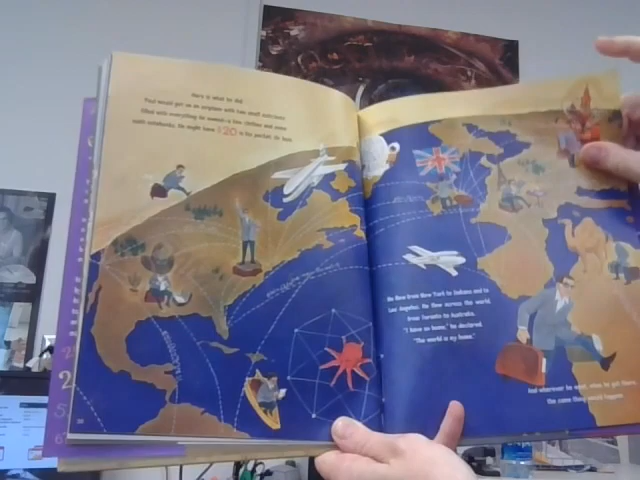 Here is what he did.
Paul would get on an airplane with two small suitcases
filled with everything he owned—a few clothes and some
math notebooks. He might have $20 in his pocket. Or less.
He flew from New York to Indiana and to
Los Angeles. He flew across the world,
from Toronto to Australia.
"I have no home," he declared.
"The world is my home."
And wherever he went, when he got there,
the same thing would happen.